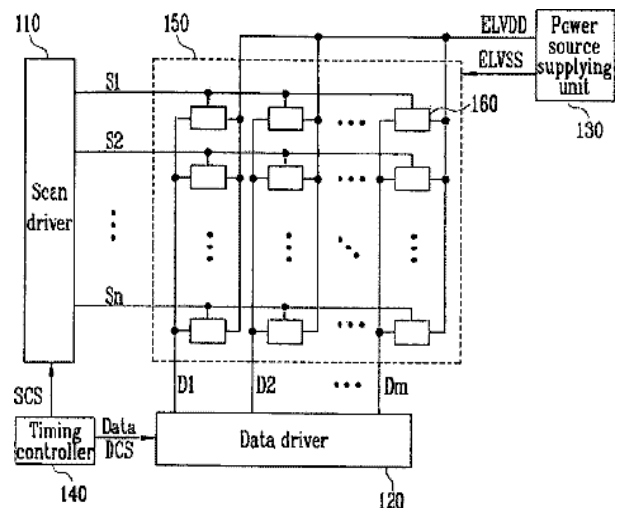 110
150
ELVDD
ELVSS
Power
source
supplying
unit
130
S1
160
S2
Scan
driver
Sn
D1
D2
Dm
SCS
Timing
controller
Data
DCS
Data driver
140
120